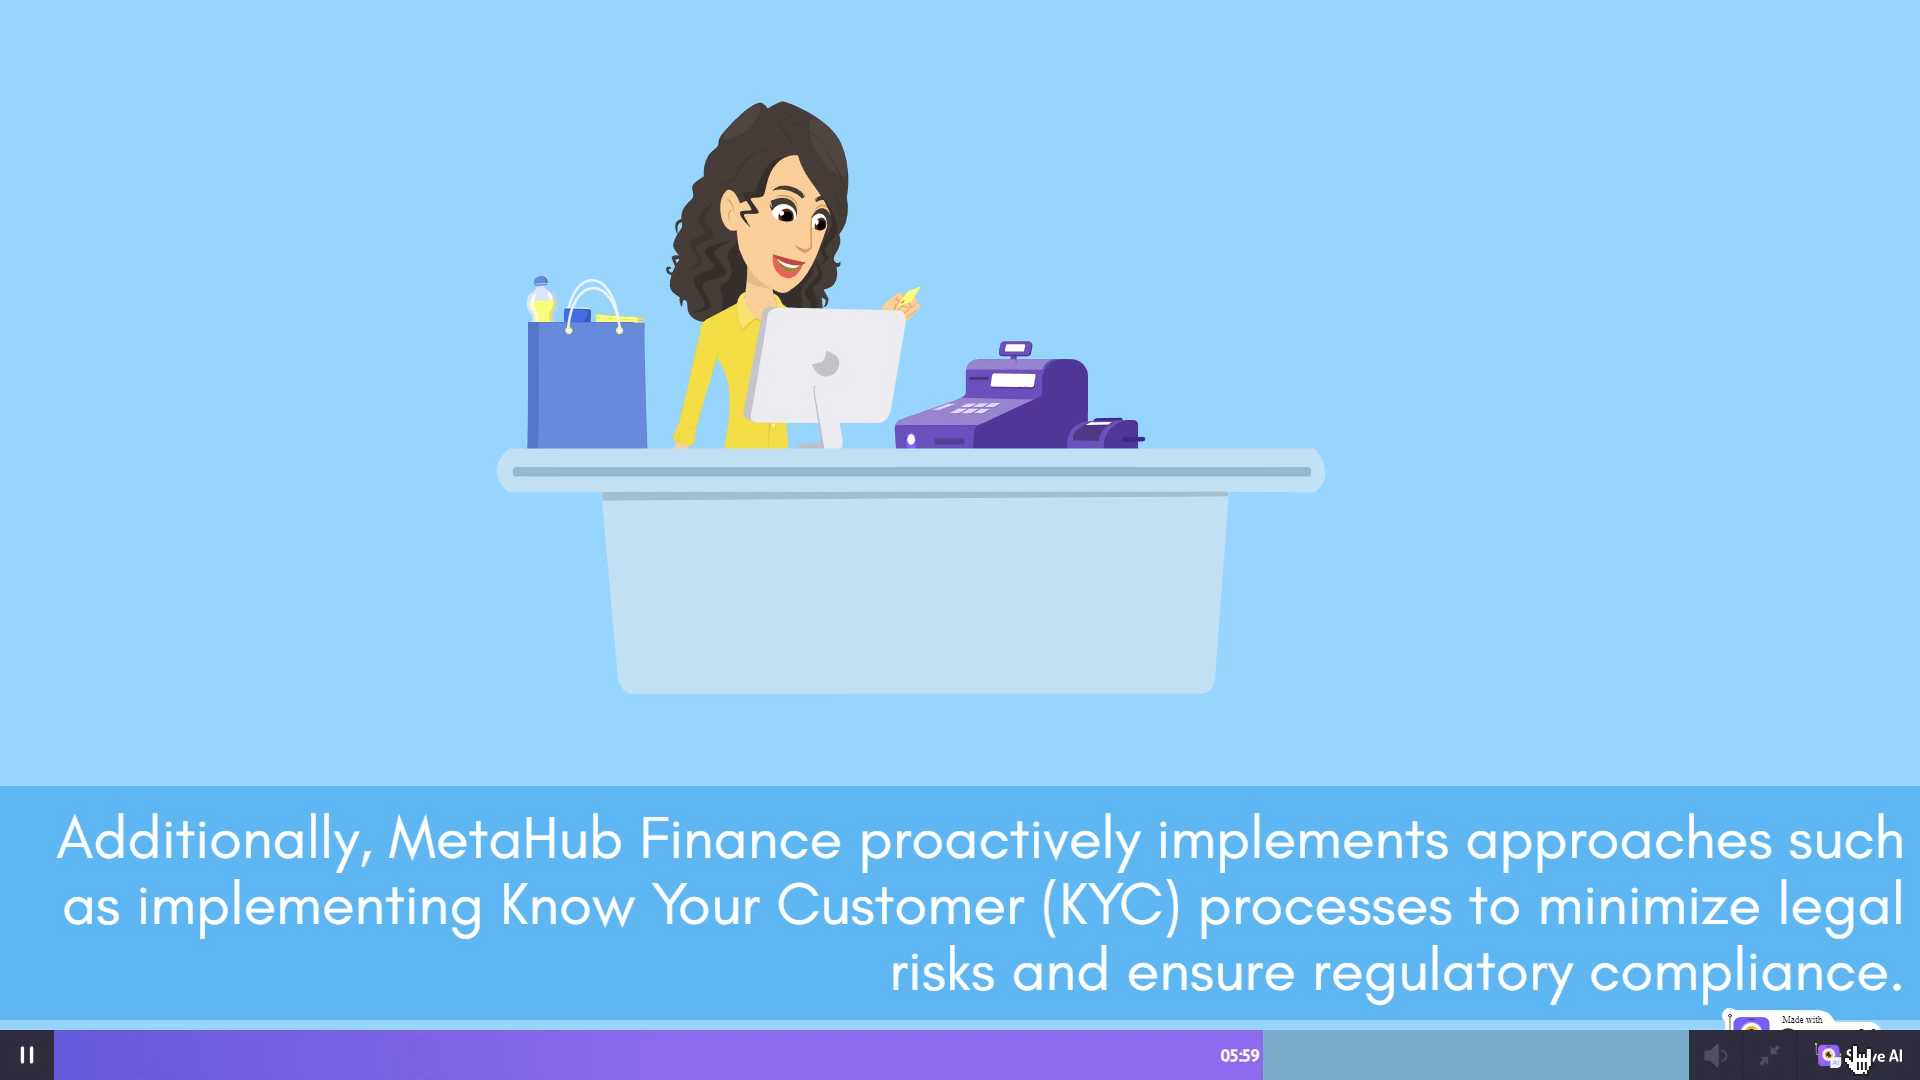 Additionally, MetaHub Finance proactively implements approaches such
as implementing Know Your Customer (KYC) processes to minimize legal
risks and ensure regulatory compliance.
Made with
05:59
AI